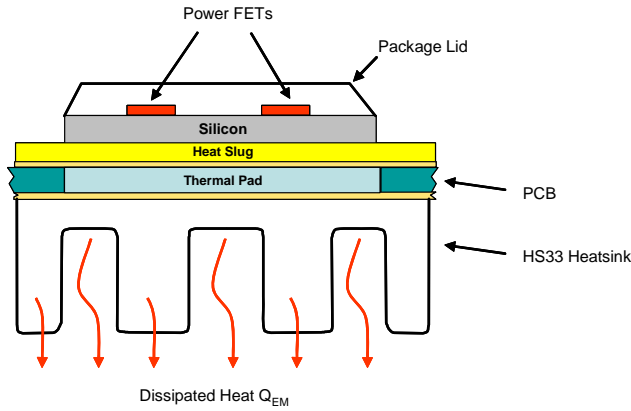 Power FETs
Package Lid
Silicon
Heat Slug
Thermal Pad
PCB
HS33 Heatsink
Dissipated Heat QEM